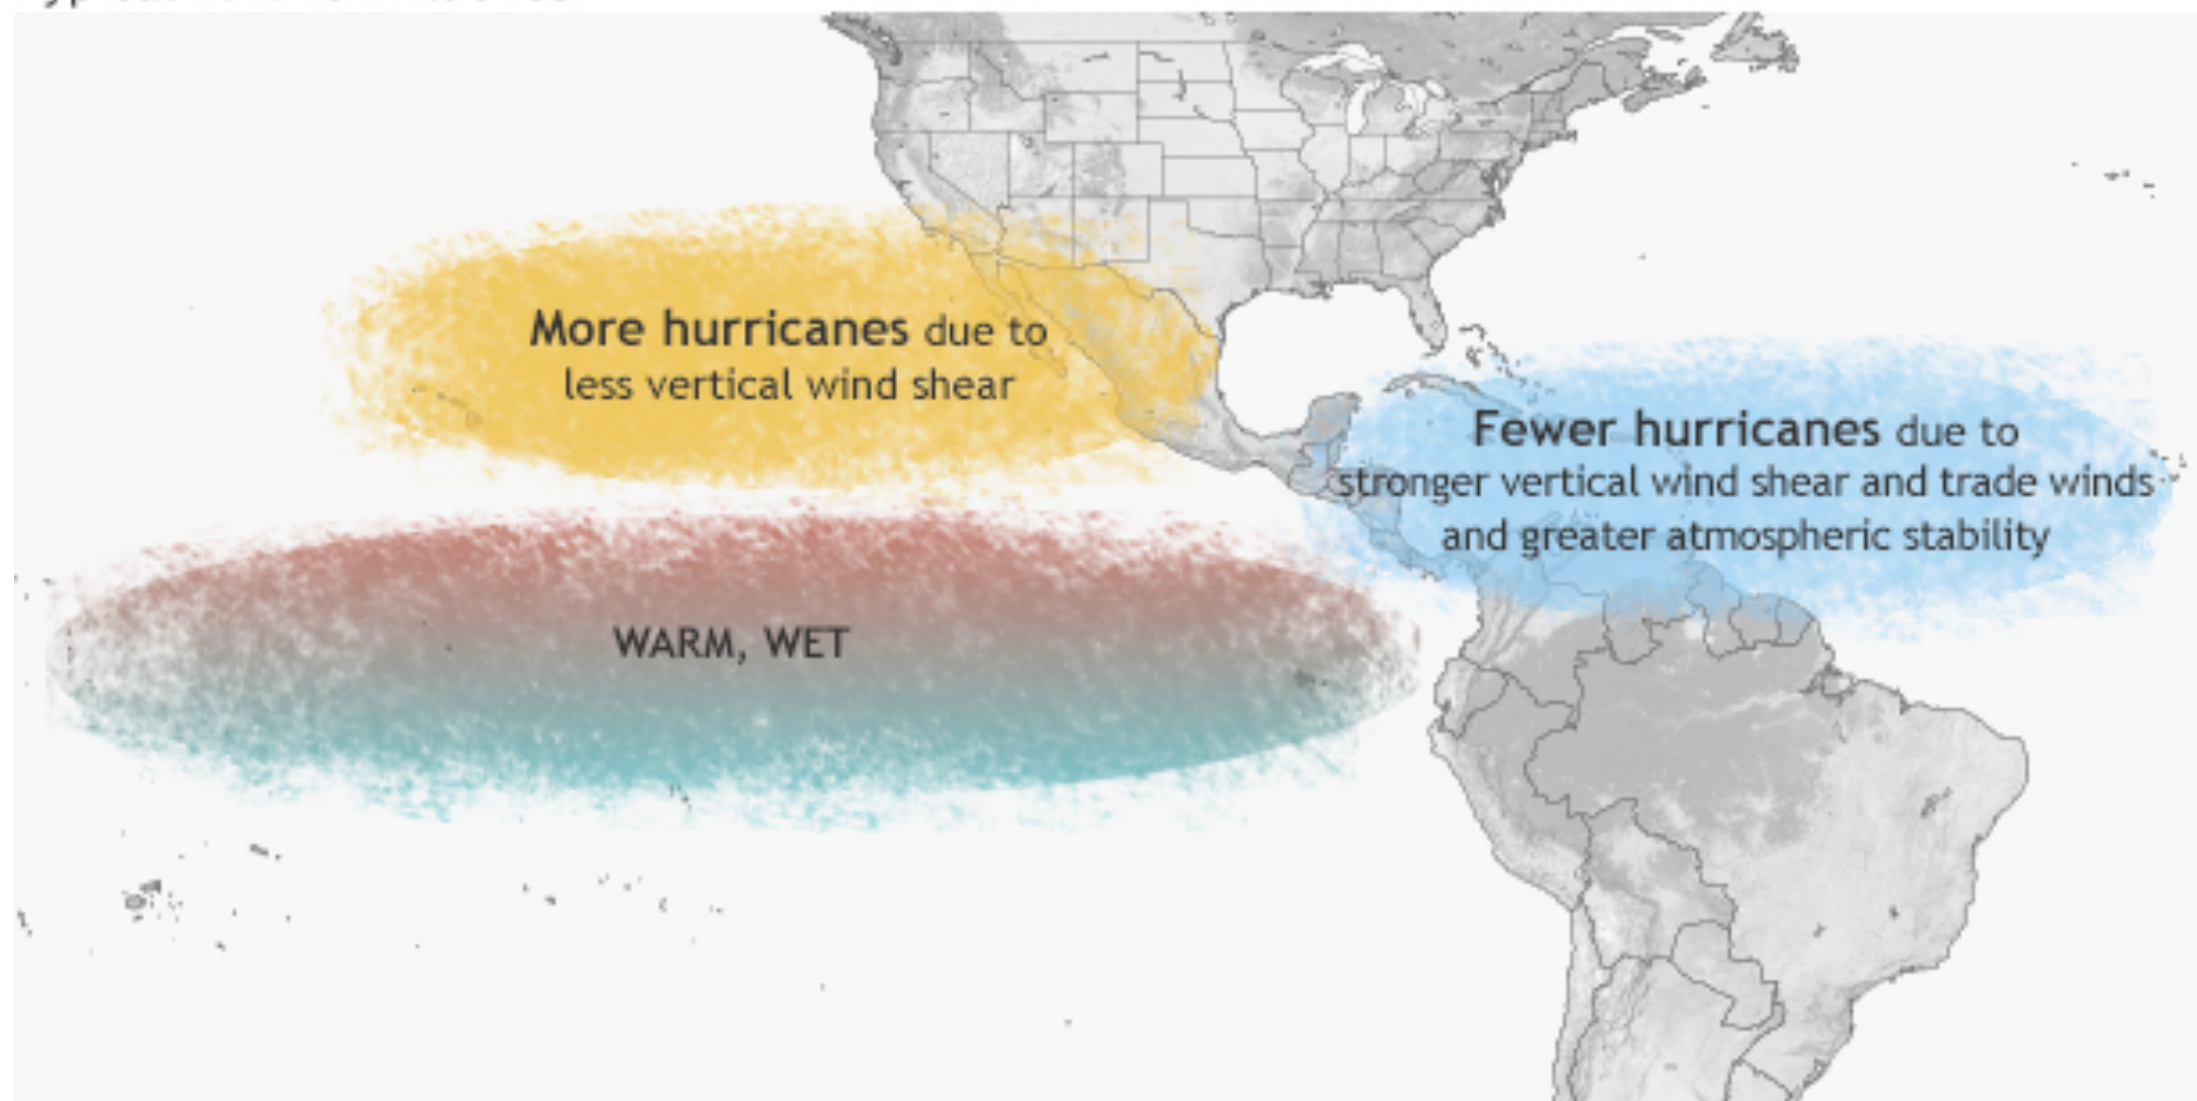 More hurricanes due to
less vertical wind shear
Fewer hurricanes due to
stronger vertical wind shear and trade winds
and greater atmospheric stability
WARM, WET